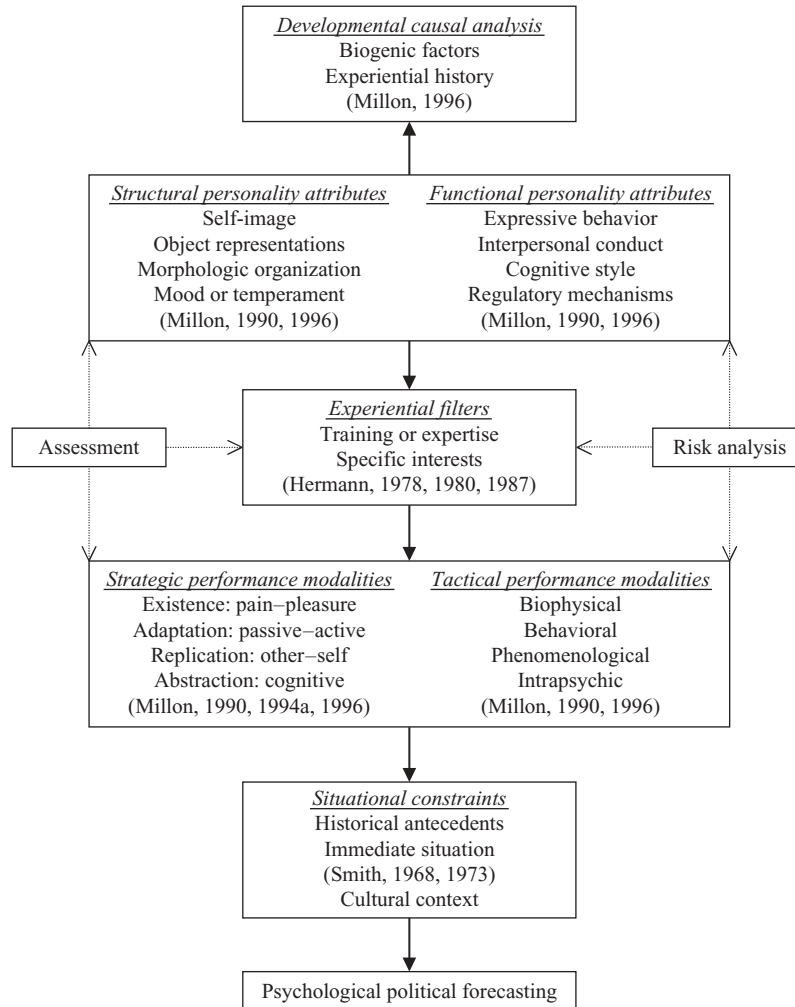 Developmental causal analysis
Biogenic factors
Experiential history
(Millon, 1996)
Structural personality attributes
Self-image
Object representations
Morphologic organization
Mood or temperament
(Millon, 1990, 1996)
Functional personality attributes
Expressive behavior
Interpersonal conduct
Cognitive style
Regulatory mechanisms
(Millon, 1990, 1996)
Assessment
Experiential filters
Training or expertise
Specific interests
(Hermann, 1978, 1980, 1987)
Risk analysis
Strategic performance modalities
Existence: pain–pleasure
Adaptation: passive–active
Replication: other–self
Abstraction: cognitive
(Millon, 1990, 1994a, 1996)
Tactical performance modalities
Biophysical
Behavioral
Phenomenological
Intrapsychic
(Millon, 1990, 1996)
Situational constraints
Historical antecedents
Immediate situation
(Smith, 1968, 1973)
Cultural context
Psychological political forecasting